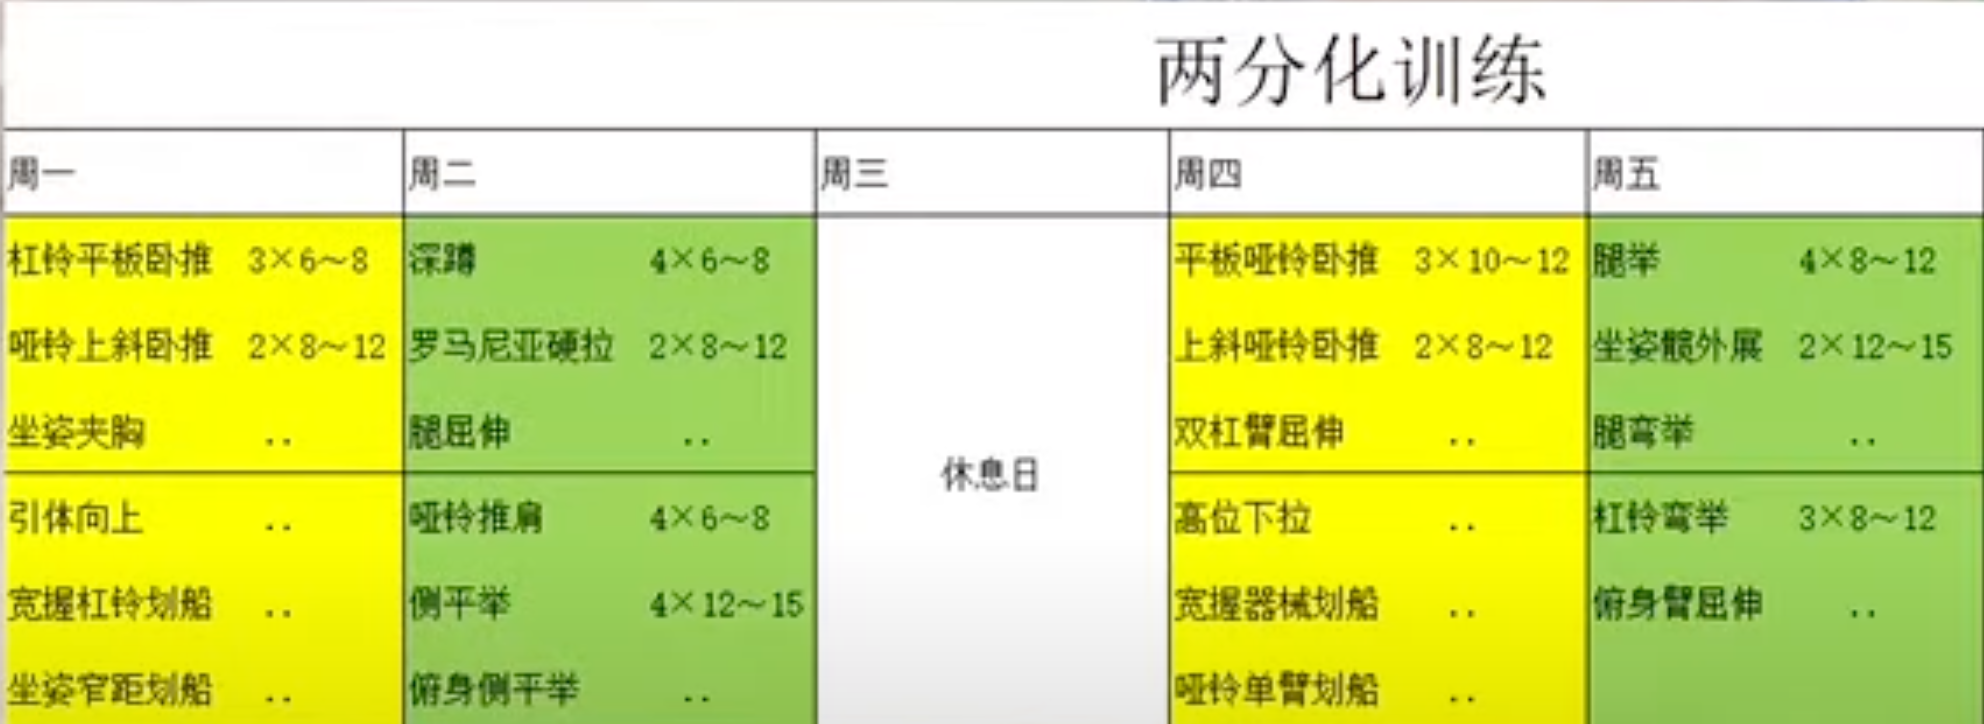 两分化训练
周一 周二 周三 周四 周五
杠铃平板卧推 3×6～8 深蹲 4×6～8 平板哑铃卧推 3×10～12 腿举 4×8～12
哑铃上斜卧推 2×8～12 罗马尼亚硬拉 2×8～12 上斜哑铃卧推 2×8～12 坐姿髋外展 2×12～15
坐姿夹胸 .. 腿屈伸 .. 双杠臂屈伸 .. 腿弯举 ..
休息日
引体向上 .. 哑铃推肩 4×6～8 高位下拉 .. 杠铃弯举 3×8～12
宽握杠铃划船 .. 侧平举 4×12～15 宽握器械划船 .. 俯身臂屈伸 ..
坐姿窄距划船 .. 俯身侧平举 .. 哑铃单臂划船 ..